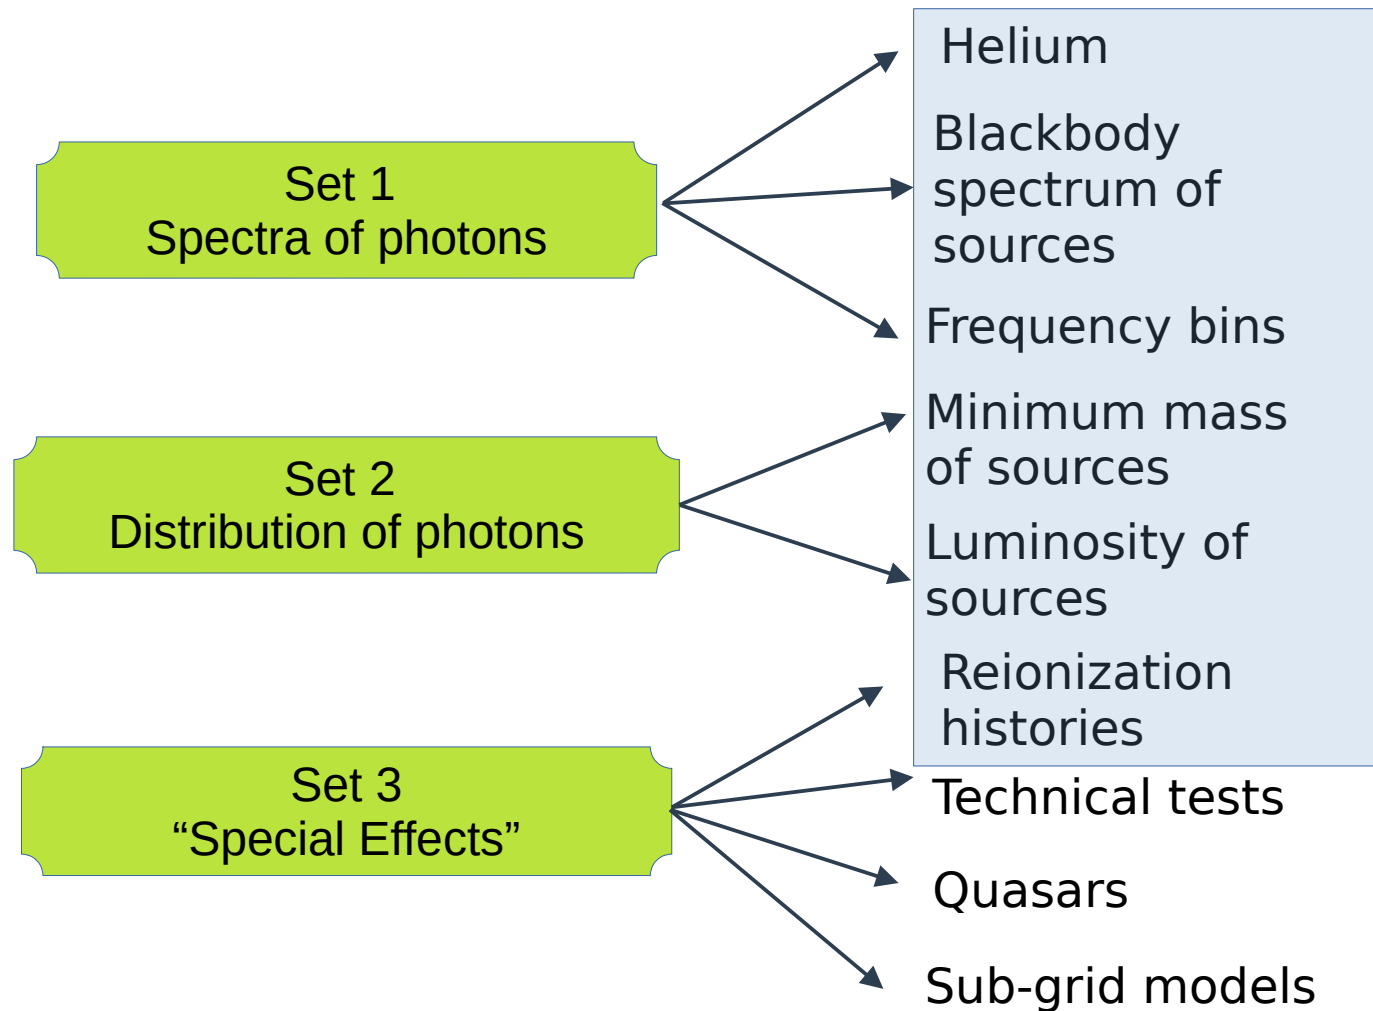 Set 1
Spectra of photons
Helium
Blackbody
spectrum of
sources
Frequency bins
Set 2
Distribution of photons
Minimum mass
of sources
Luminosity of
sources
Set 3
“Special Effects”
Reionization
histories
Technical tests
Quasars
Sub-grid models